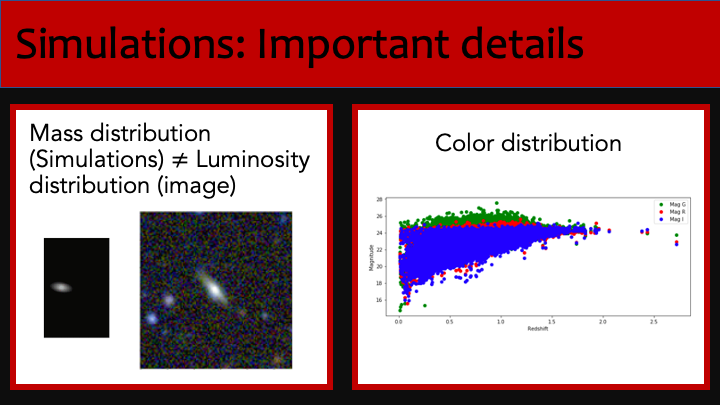 Simulations: Important details
Mass distribution
(Simulations) ≠ Luminosity
distribution (image)
Color distribution
28
26
24
22
20
18
16
Magnitude
0.0 0.5 1.0 1.5 2.0 2.5
Redshift
Mag G
Mag R
Mag I